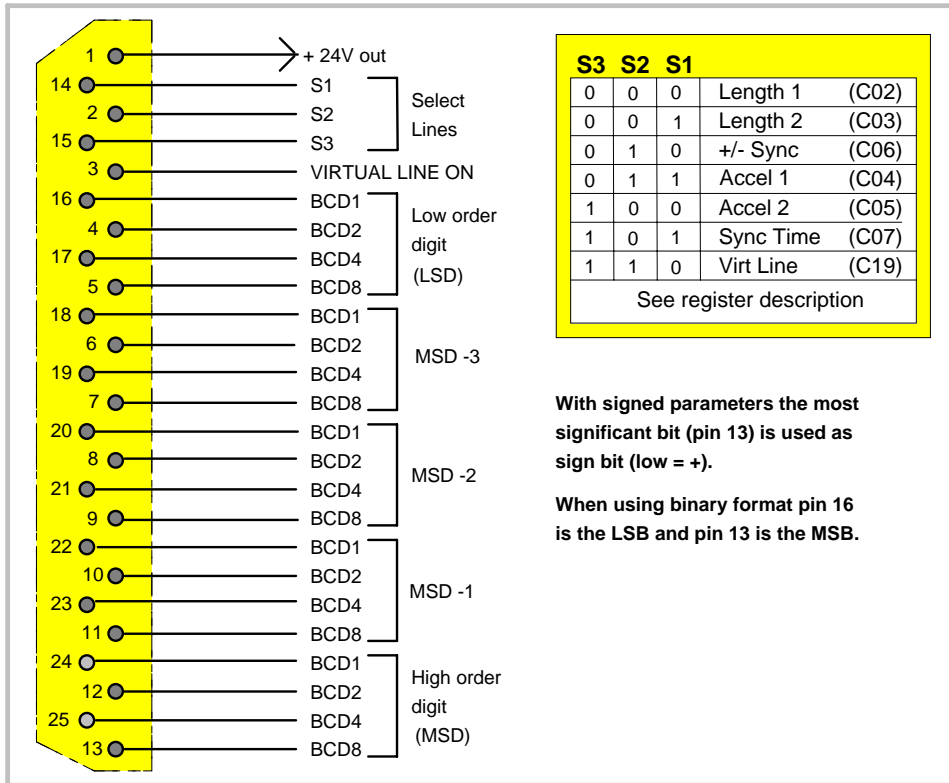 1 + 24V out
14 S1
2 S2
15 S3
Select
Lines
3 VIRTUAL LINE ON
16 BCD1
4 BCD2
17 BCD4
5 BCD8
Low order
digit
(LSD)
18 BCD1
6 BCD2
19 BCD4
7 BCD8
MSD -3
20 BCD1
8 BCD2
21 BCD4
9 BCD8
MSD -2
22 BCD1
10 BCD2
23 BCD4
11 BCD8
MSD -1
24 BCD1
12 BCD2
25 BCD4
13 BCD8
High order
digit
(MSD)
S3 S2 S1
0 0 0 Length 1 (C02)
0 0 1 Length 2 (C03)
0 1 0 +/- Sync (C06)
0 1 1 Accel 1 (C04)
1 0 0 Accel 2 (C05)
1 0 1 Sync Time (C07)
1 1 0 Virt Line (C19)
See register description
With signed parameters the most
significant bit (pin 13) is used as
sign bit (low = +).
When using binary format pin 16
is the LSB and pin 13 is the MSB.